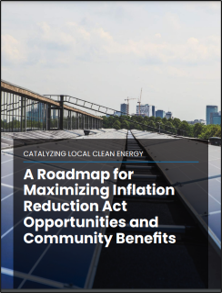 CATALYZING LOCAL CLEAN ENERGY
A Roadmap for
Maximizing Inflation
Reduction Act
Opportunities and
Community Benefits